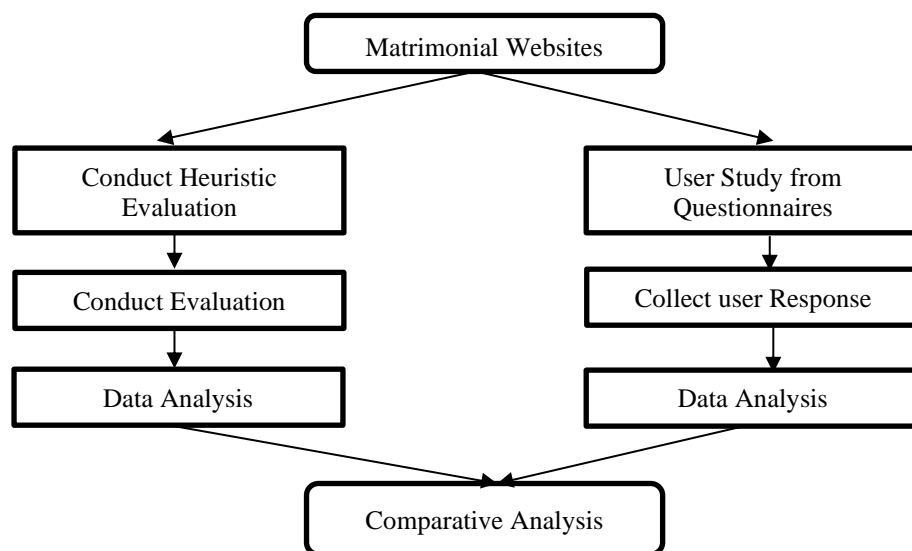 Matrimonial Websites
Conduct Heuristic
Evaluation
User Study from
Questionnaires
Conduct Evaluation
Collect user Response
Data Analysis
Data Analysis
Comparative Analysis